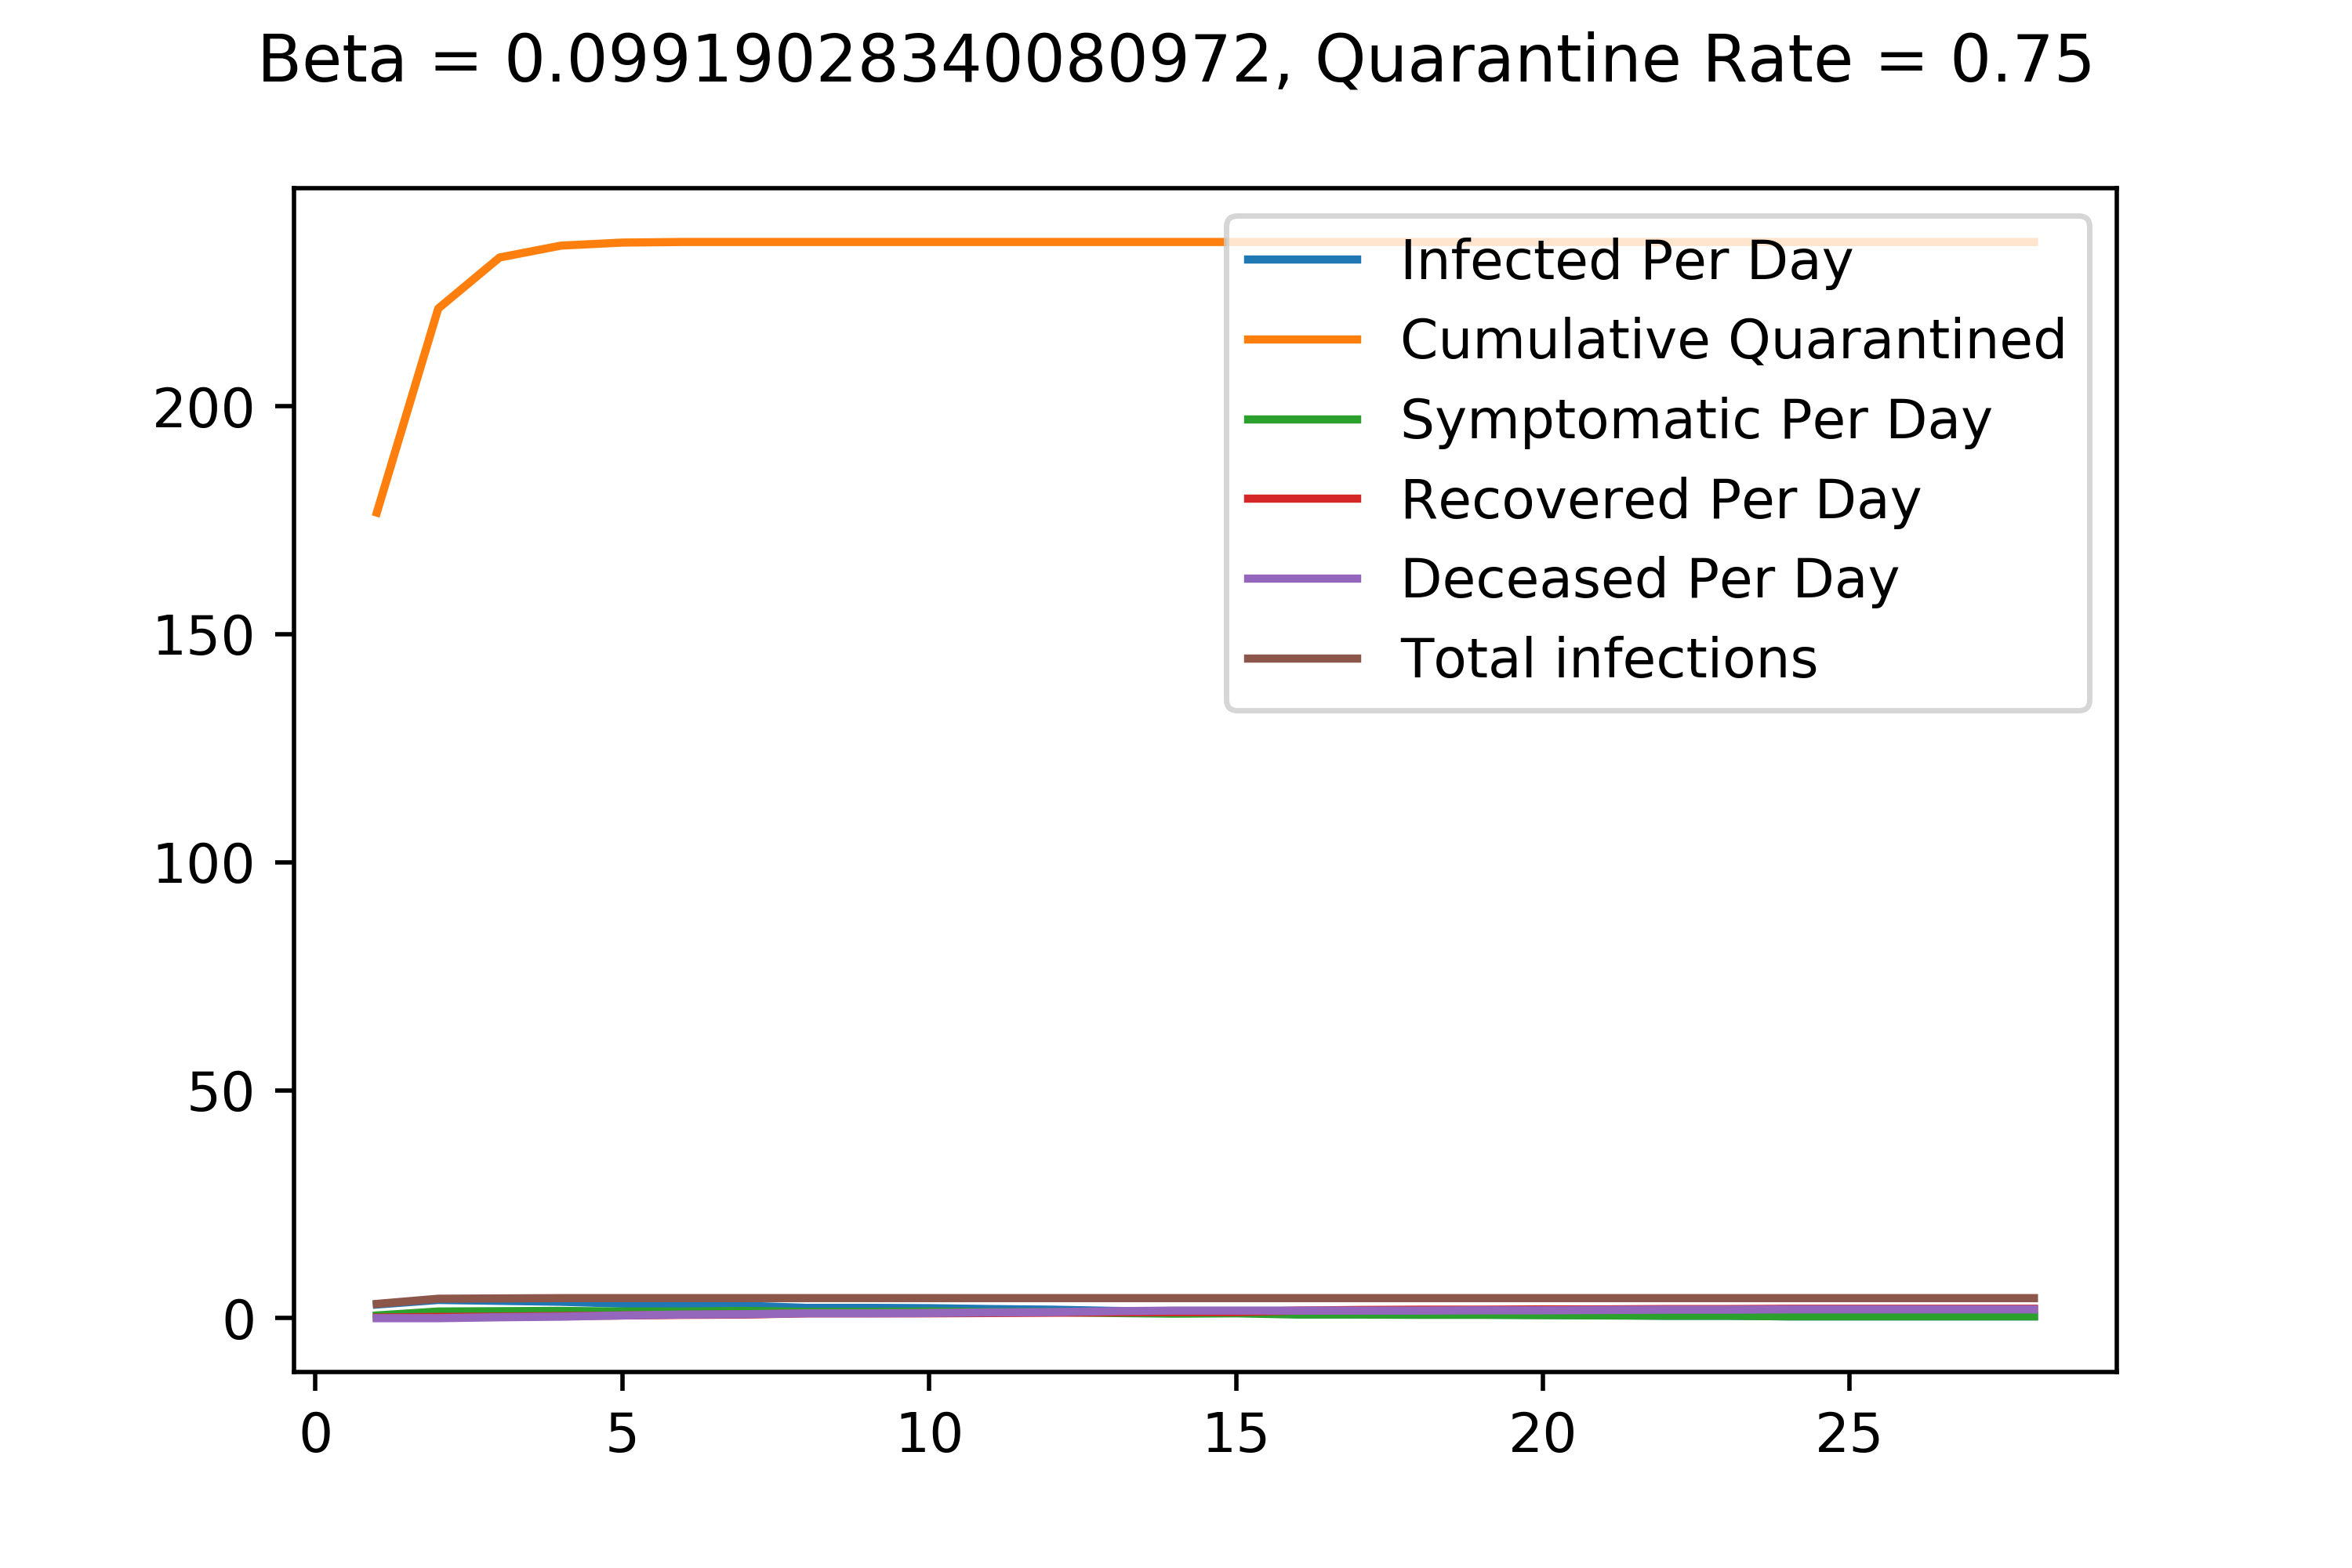 Beta = 0.09919028340080972, Quarantine Rate = 0.75
Infected Per Day
Cumulative Quarantined
Symptomatic Per Day
Recovered Per Day
Deceased Per Day
Total infections
200
150
100
50
0
0 5 10 15 20 25